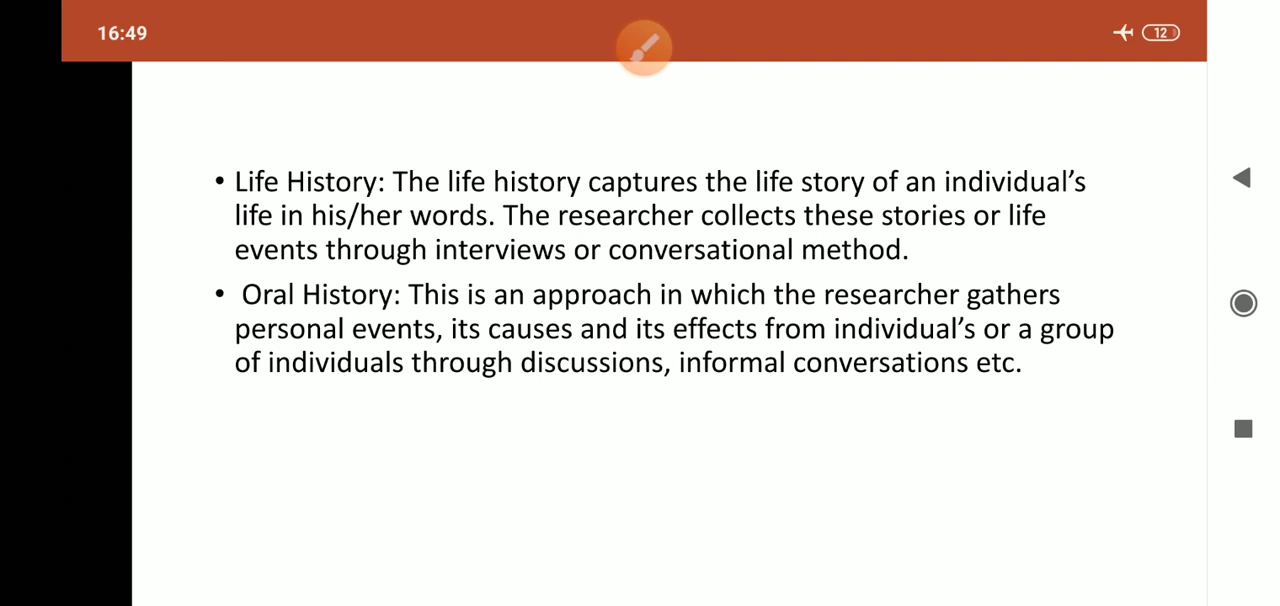 16:49
12
• Life History: The life history captures the life story of an individual’s
life in his/her words. The researcher collects these stories or life
events through interviews or conversational method.
• Oral History: This is an approach in which the researcher gathers
personal events, its causes and its effects from individual’s or a group
of individuals through discussions, informal conversations etc.